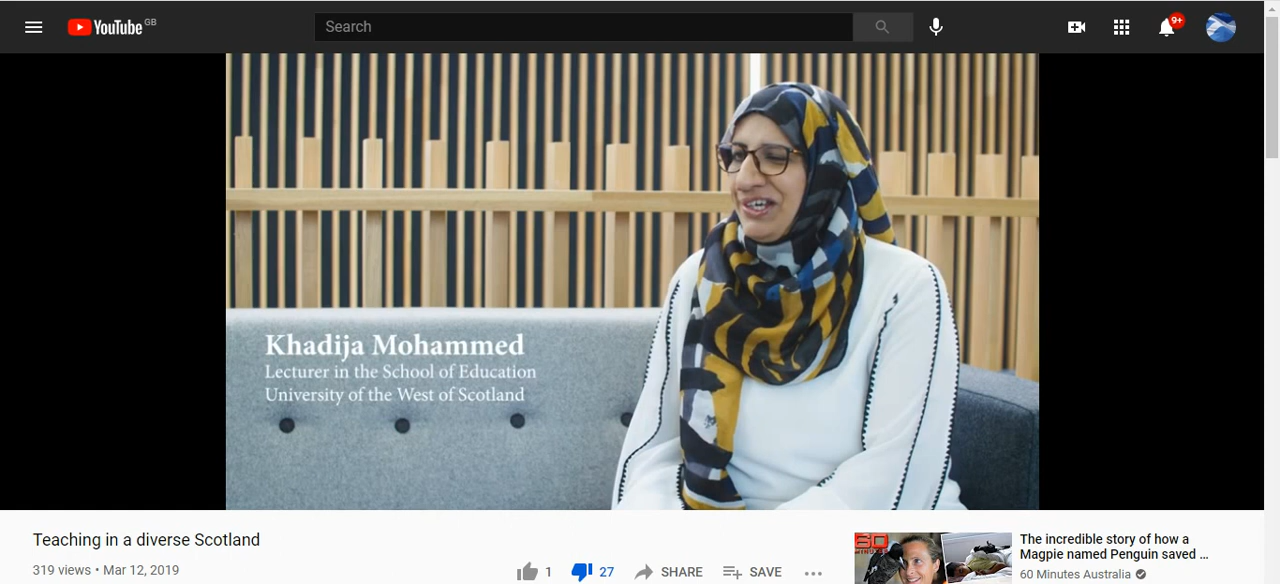 YouTube GB
Search
9+
Khadija Mohammed
Lecturer in the School of Education
University of the West of Scotland
Teaching in a diverse Scotland
319 views • Mar 12, 2019
1
27
SHARE
SAVE
60 MINUTES
The incredible story of how a
Magpie named Penguin saved ...
60 Minutes Australia